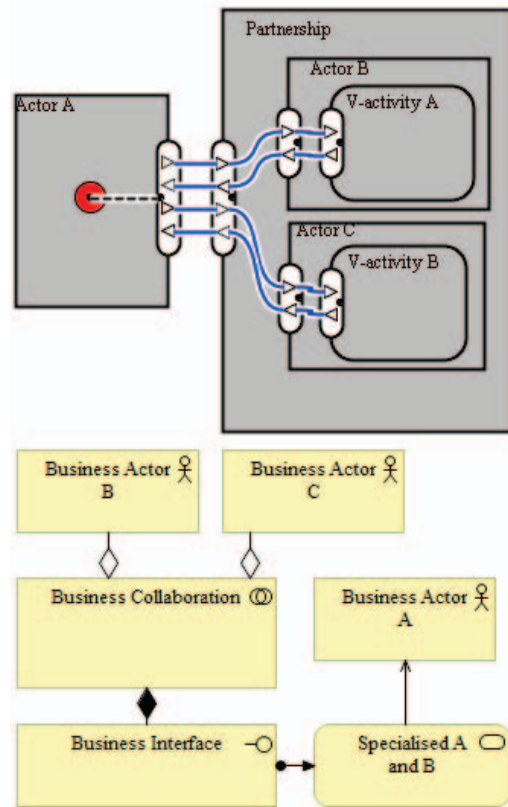 Partnership
Actor B
Actor A
V-activity A
Actor C
V-activity B
Business Actor
B
Business Actor
C
Business Collaboration
Business Actor
A
Business Interface
Specialised A
and B